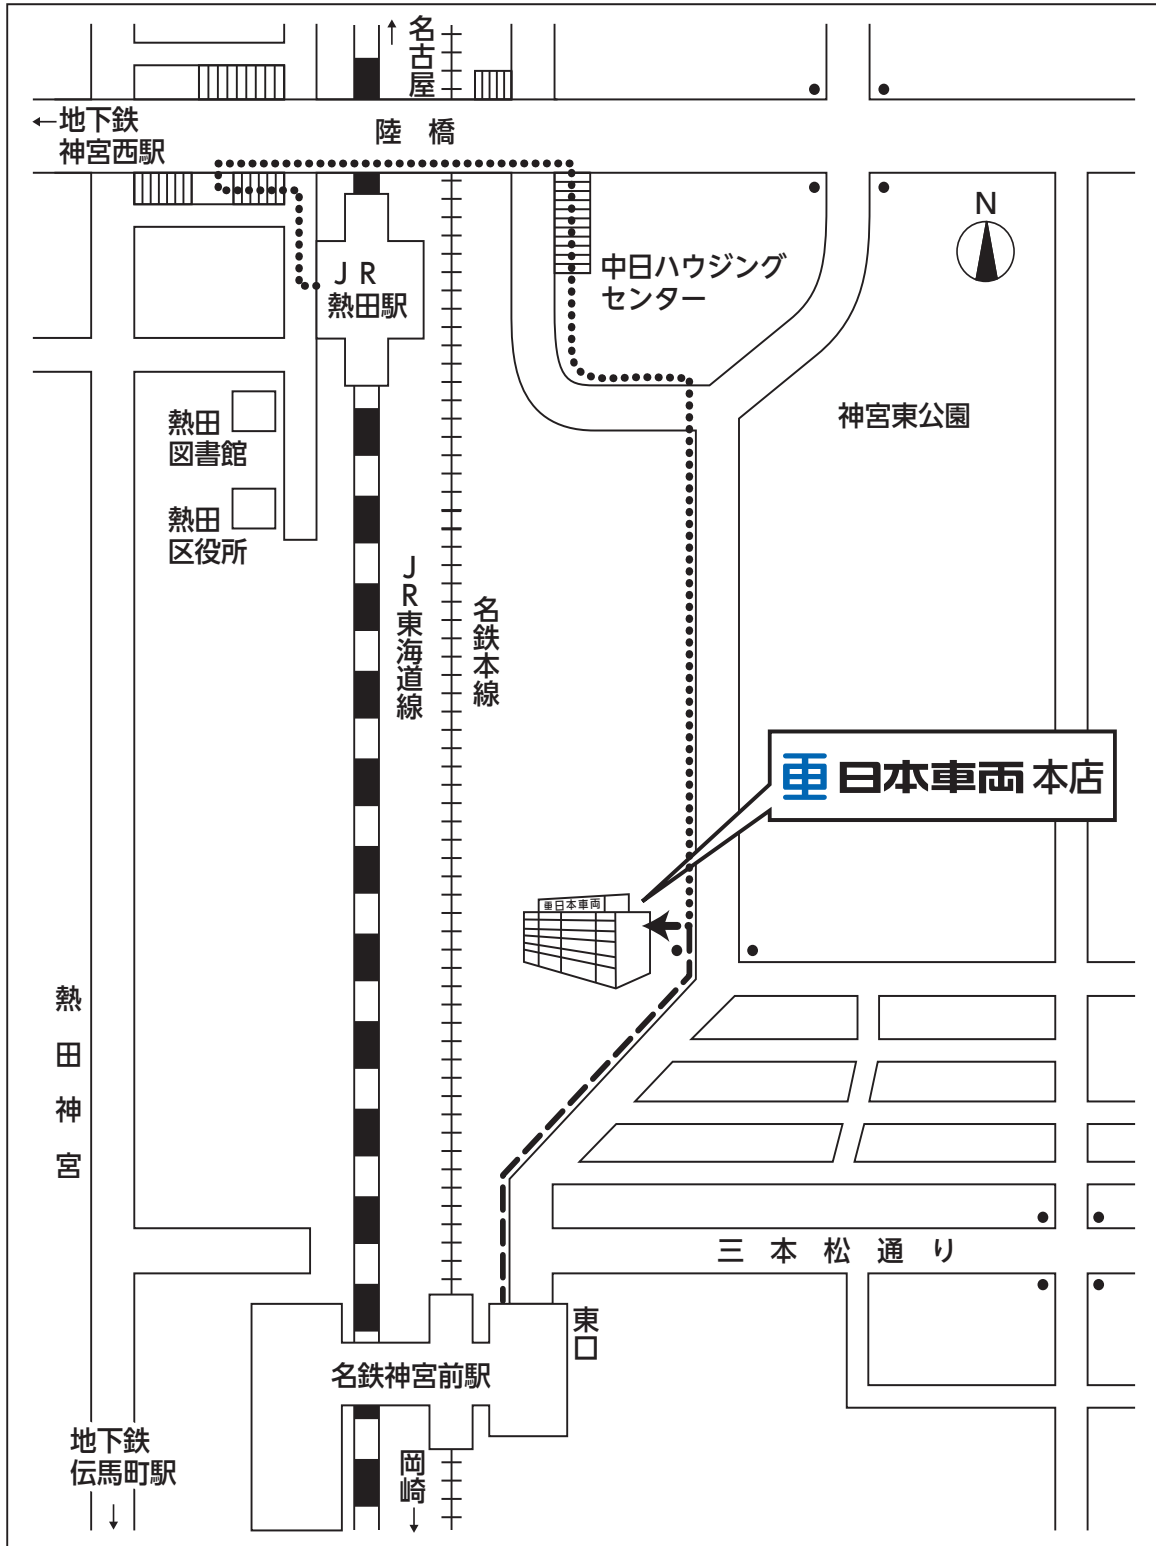 名古屋
地下鉄
神宮西駅
陸橋
N
JR
熱田駅
中日ハウジング
センター
神宮東公園
熱田
図書館
熱田
区役所
JR東海道線
名鉄本線
日本車両 本店
日本車両
熱田神宮
三本松通り
東口
名鉄神宮前駅
地下鉄
伝馬町駅
岡崎